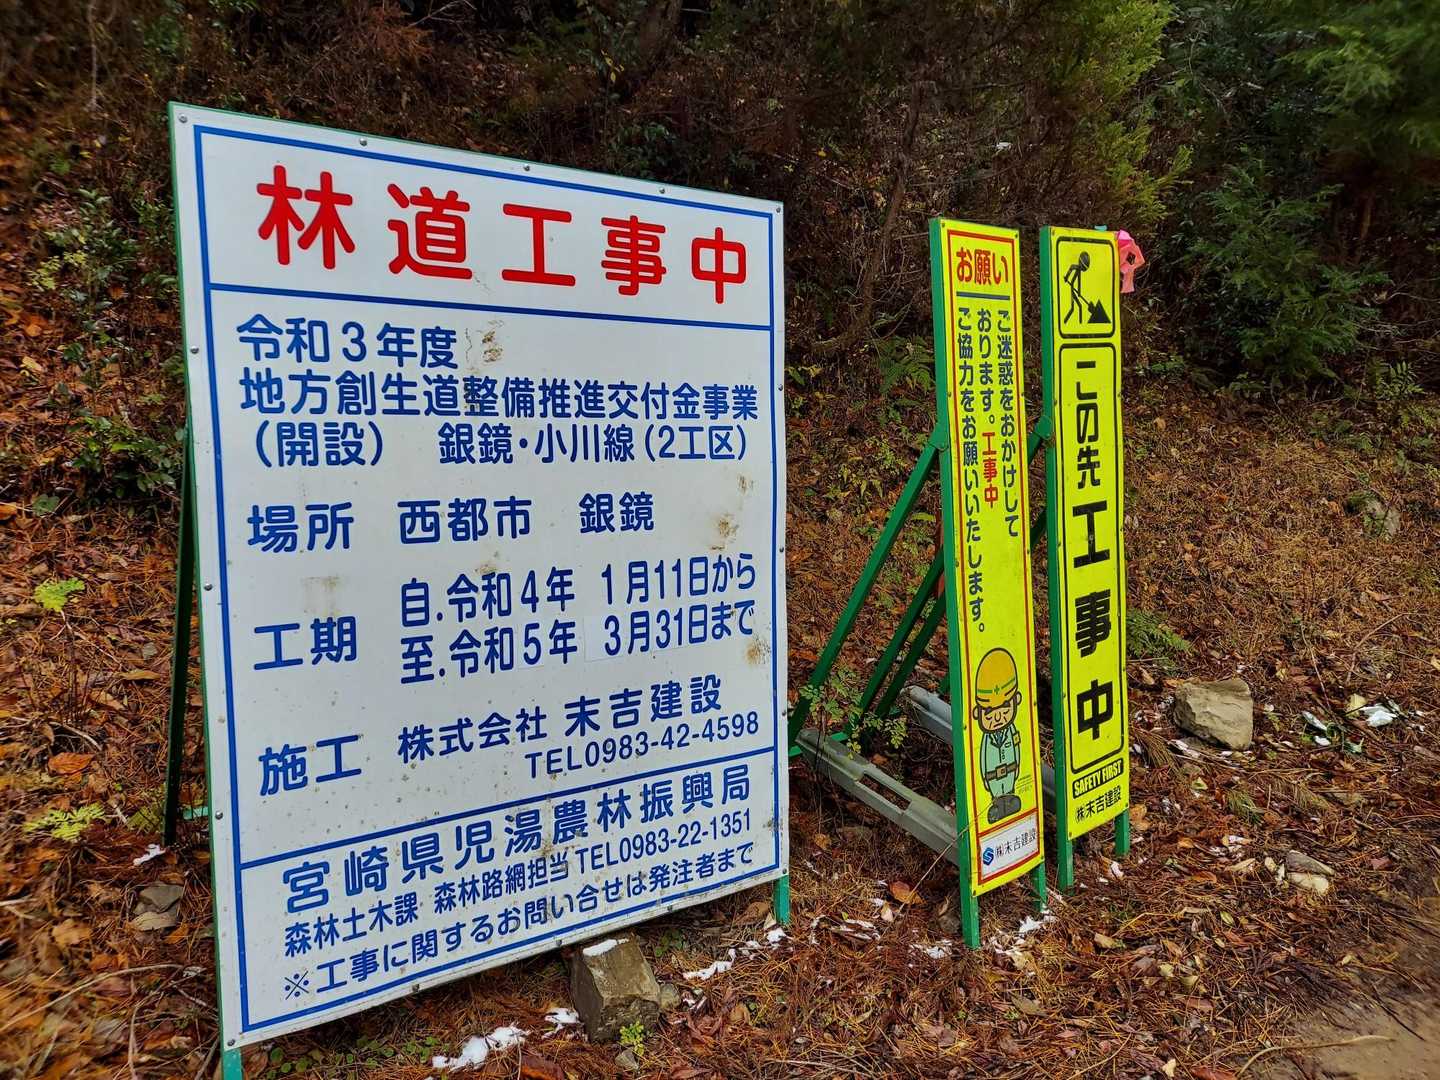 林道工事中
令和3年度
地方創生道整備推進交付金事業
(開設) 銀鏡・小川線(2工区)
場所 西都市 銀鏡
工期 自.令和4年 1月11日から
至.令和5年 3月31日まで
施工 株式会社 末吉建設
TEL0983-42-4598
宮崎県児湯農林振興局
森林土木課 森林路網担当 TEL0983-22-1351
※工事に関するお問い合せは発注者まで
お願い
ご迷惑をおかけして
おります。工事中
ご協力をお願いいたします。
㈱末吉建設
この先工事中
SAFETY FIRST
㈱末吉建設